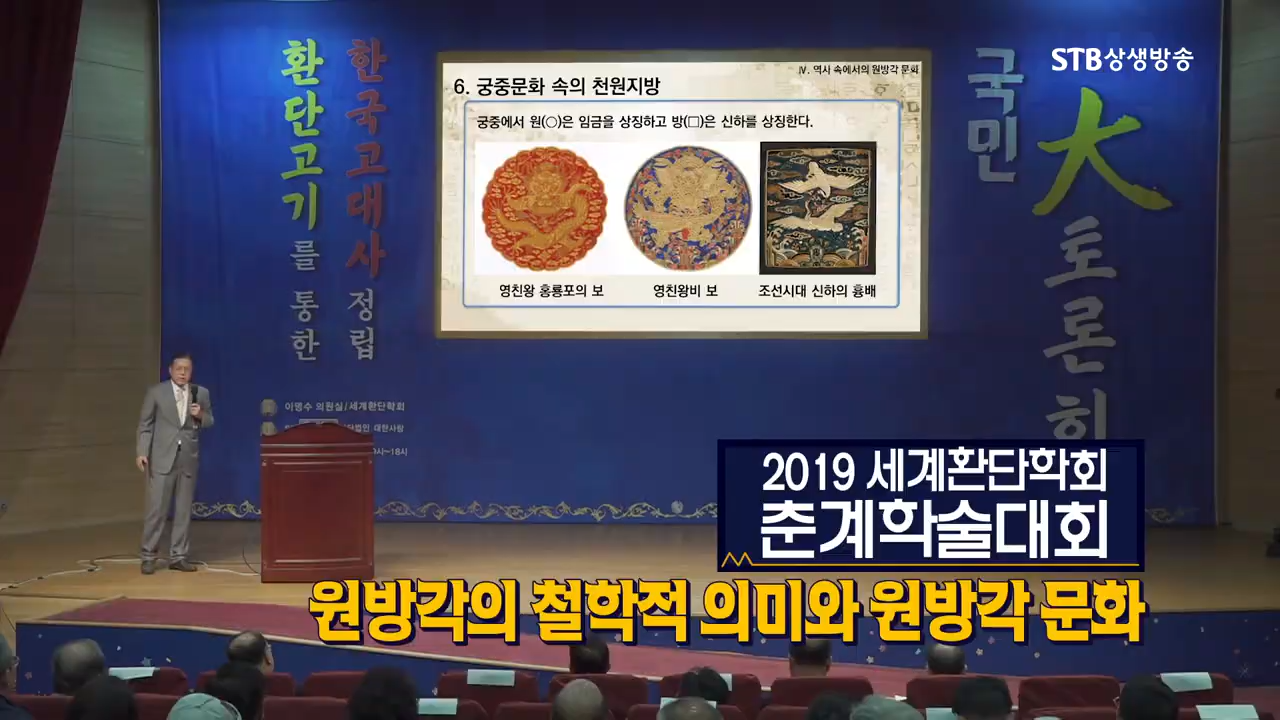 STB상생방송
환단고기를 통한
한국고대사 정립
국민
大토론회
Ⅳ. 역사 속에서의 원방각 문화
6. 궁중문화 속의 천원지방
궁중에서 원(○)은 임금을 상징하고 방(□)은 신하를 상징한다.
영친왕 홍룡포의 보
영친왕비 보
조선시대 신하의 흉배
이명수 의원실/세계환단학회
대한사랑
~18시
2019 세계환단학회
춘계학술대회
원방각의 철학적 의미와 원방각 문화